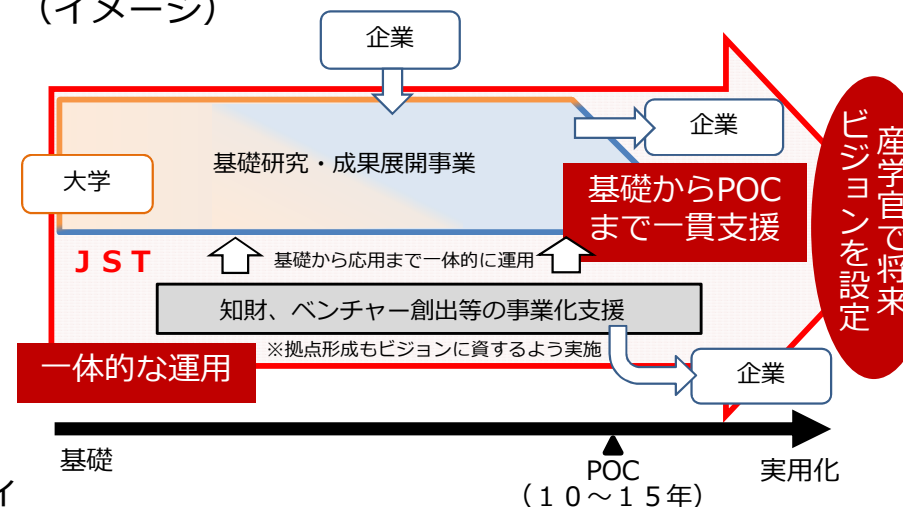 （イメージ）
企業
企業
大学
基礎研究・成果展開事業
基礎からPOC
まで一貫支援
産学官で将来
ビジョンを設定
ＪＳＴ
基礎から応用まで一体的に運用
知財、ベンチャー創出等の事業化支援
※拠点形成もビジョンに資するよう実施
一体的な運用
企業
基礎
POC
（１０～１５年）
実用化
イ